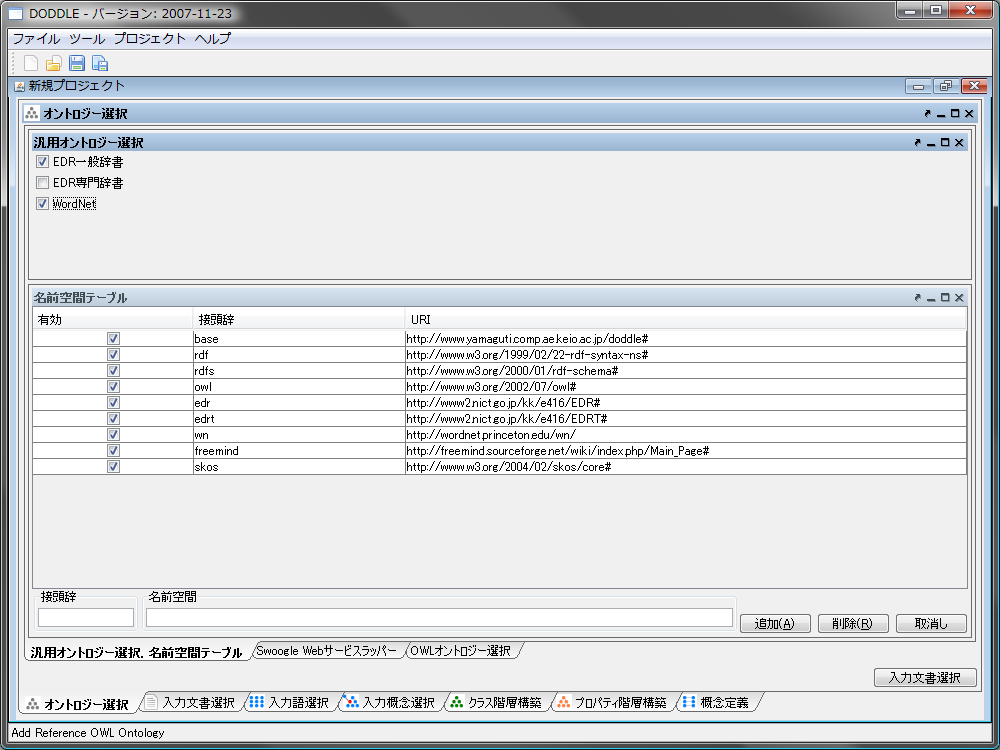 DODDLE - バージョン: 2007-11-23
ファイル ツール プロジェクト ヘルプ
新規プロジェクト
オントロジー選択
汎用オントロジー選択
EDR一般辞書
EDR専門辞書
WordNet
名前空間テーブル
有効 接頭辞 URI
base http://www.yamaguti.comp.ae.keio.ac.jp/doddle#
rdf http://www.w3.org/1999/02/22-rdf-syntax-ns#
rdfs http://www.w3.org/2000/01/rdf-schema#
owl http://www.w3.org/2002/07/owl#
edr http://www2.nict.go.jp/kk/e416/EDR#
edrt http://www2.nict.go.jp/kk/e416/EDRT#
wn http://wordnet.princeton.edu/wn/
freemind http://freemind.sourceforge.net/wiki/index.php/Main_Page#
skos http://www.w3.org/2004/02/skos/core#
接頭辞 名前空間
追加(A) 削除(R) 取消し
汎用オントロジー選択, 名前空間テーブル Swoogle Webサービスラッパー OWLオントロジー選択
入力文書選択
オントロジー選択 入力文書選択 入力語選択 入力概念選択 クラス階層構築 プロパティ階層構築 概念定義
Add Reference OWL Ontology